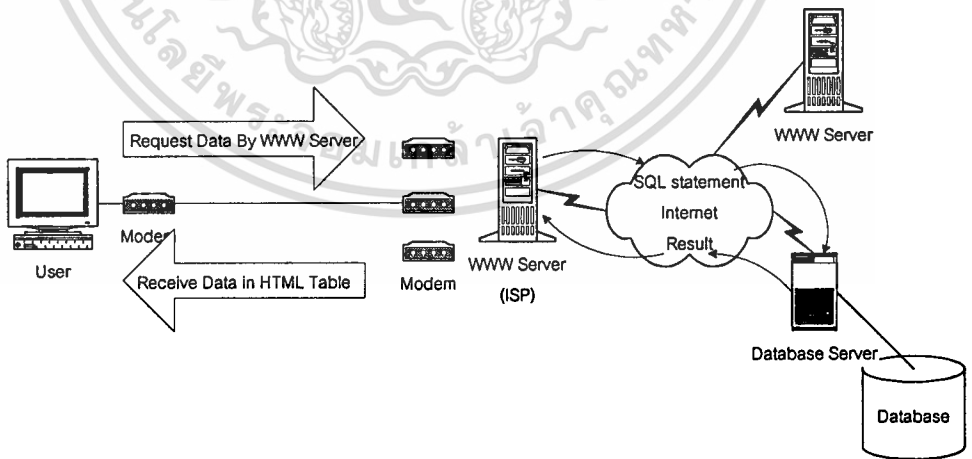 Request Data By WWW Server
WWW Server
SQL statement
Internet
Result
User
Modem
Receive Data in HTML Table
Modem
WWW Server
(ISP)
Database Server
Database